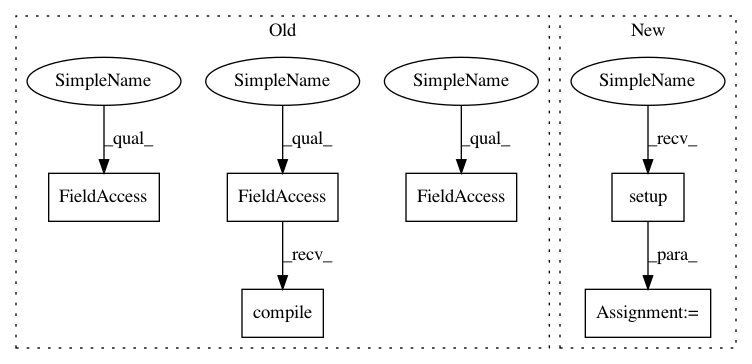 Old
New
SimpleName
SimpleName
SimpleName
SimpleName
_qual_
_qual_
_qual_
_recv_
FieldAccess
FieldAccess
FieldAccess
setup
_recv_
_para_
compile
Assignment:=